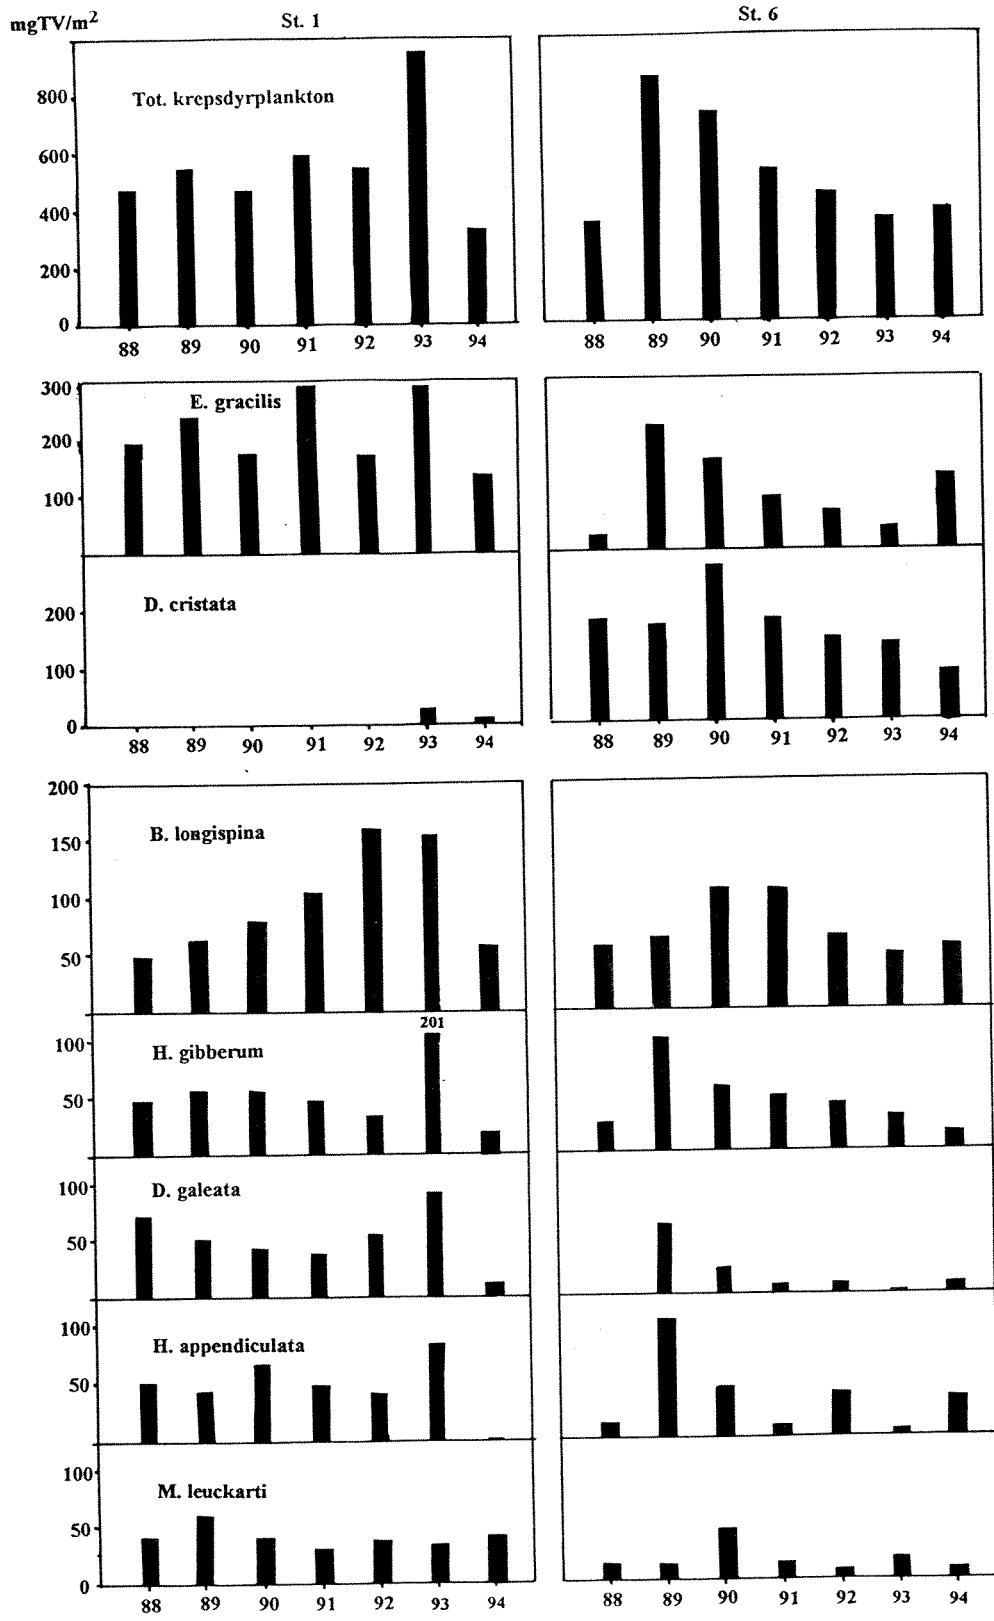 mgTV/m²
St. 1
St. 6
Tot. krepsdyrplankton
800
600
400
200
0
88 89 90 91 92 93 94
88 89 90 91 92 93 94
E. gracilis
300
200
100
D. cristata
200
100
0
88 89 90 91 92 93 94
88 89 90 91 92 93 94
B. longispina
200
150
100
50
201
H. gibberum
100
50
D. galeata
100
50
H. appendiculata
100
50
M. leuckarti
100
50
0
88 89 90 91 92 93 94
88 89 90 91 92 93 94